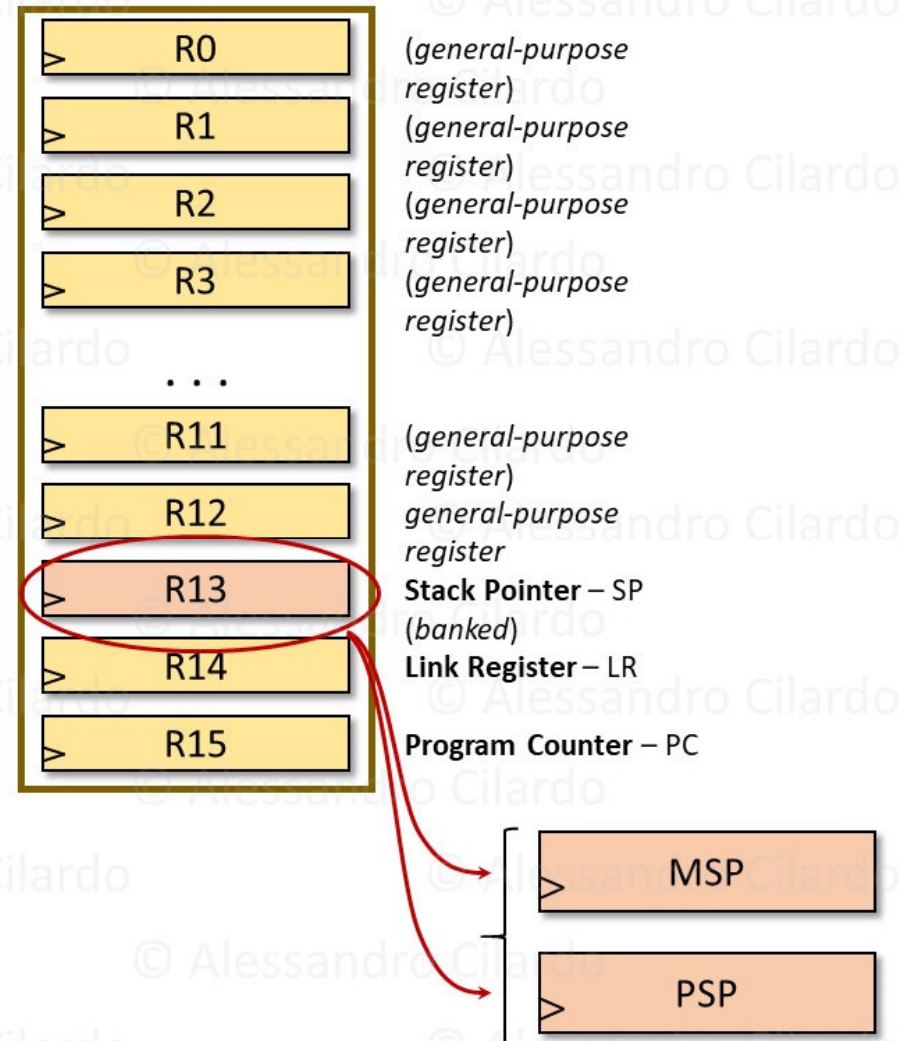 R0 (general-purpose
register)
R1 (general-purpose
register)
R2 (general-purpose
register)
R3 (general-purpose
register)
. . .
R11 (general-purpose
register)
R12 general-purpose
register
R13 Stack Pointer – SP
(banked)
R14 Link Register – LR
R15 Program Counter – PC
MSP
PSP
© Alessandro Cilardo